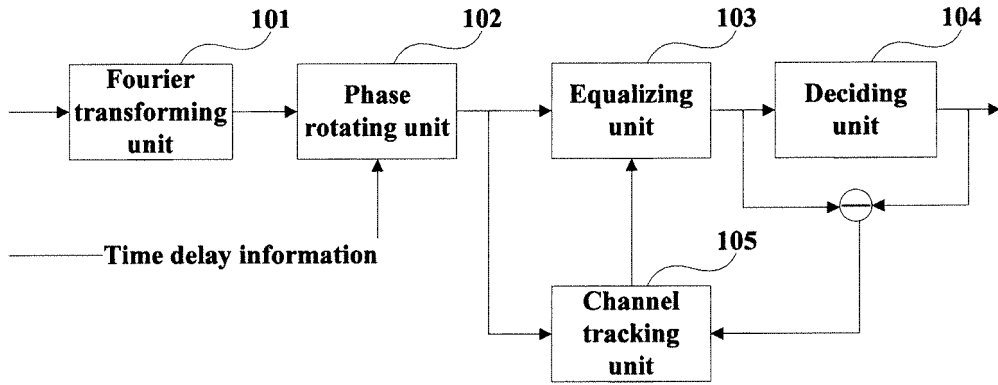 101
102
103
104
Fourier
transforming
unit
Phase
rotating unit
Equalizing
unit
Deciding
unit
Time delay information
105
Channel
tracking
unit